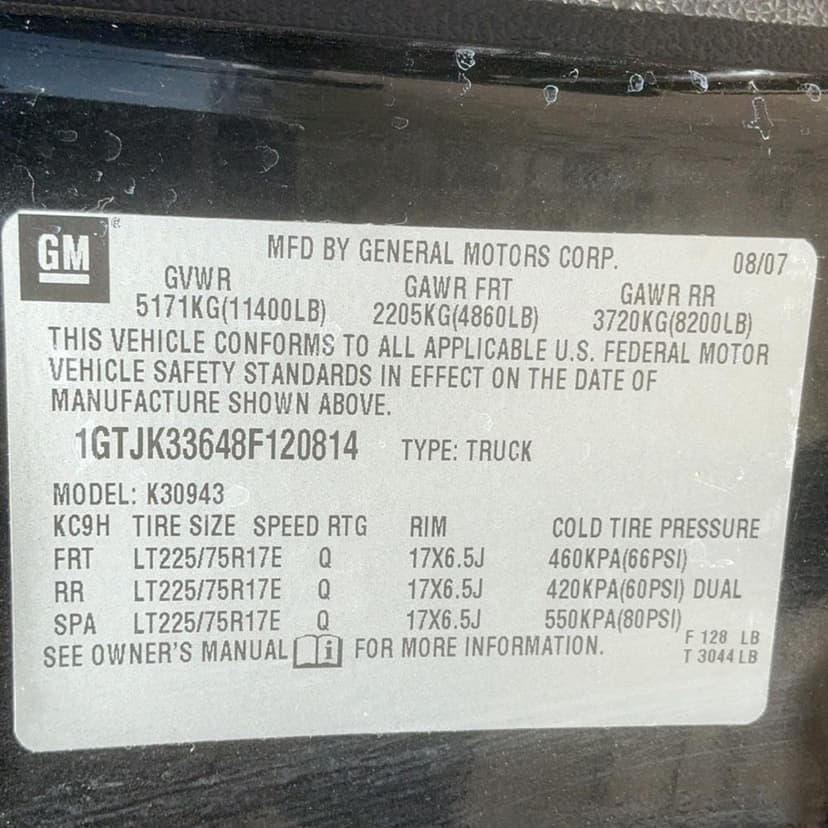 GM ®
MFD BY GENERAL MOTORS CORP. 08/07
GVWR GAWR FRT GAWR RR
5171KG(11400LB) 2205KG(4860LB) 3720KG(8200LB)
THIS VEHICLE CONFORMS TO ALL APPLICABLE U.S. FEDERAL MOTOR
VEHICLE SAFETY STANDARDS IN EFFECT ON THE DATE OF
MANUFACTURE SHOWN ABOVE.
1GTJK33648F120814 TYPE: TRUCK
MODEL: K30943
KC9H TIRE SIZE SPEED RTG RIM COLD TIRE PRESSURE
FRT LT225/75R17E Q 17X6.5J 460KPA(66PSI)
RR LT225/75R17E Q 17X6.5J 420KPA(60PSI) DUAL
SPA LT225/75R17E Q 17X6.5J 550KPA(80PSI)
SEE OWNER'S MANUAL i FOR MORE INFORMATION.
F 128 LB
T 3044 LB